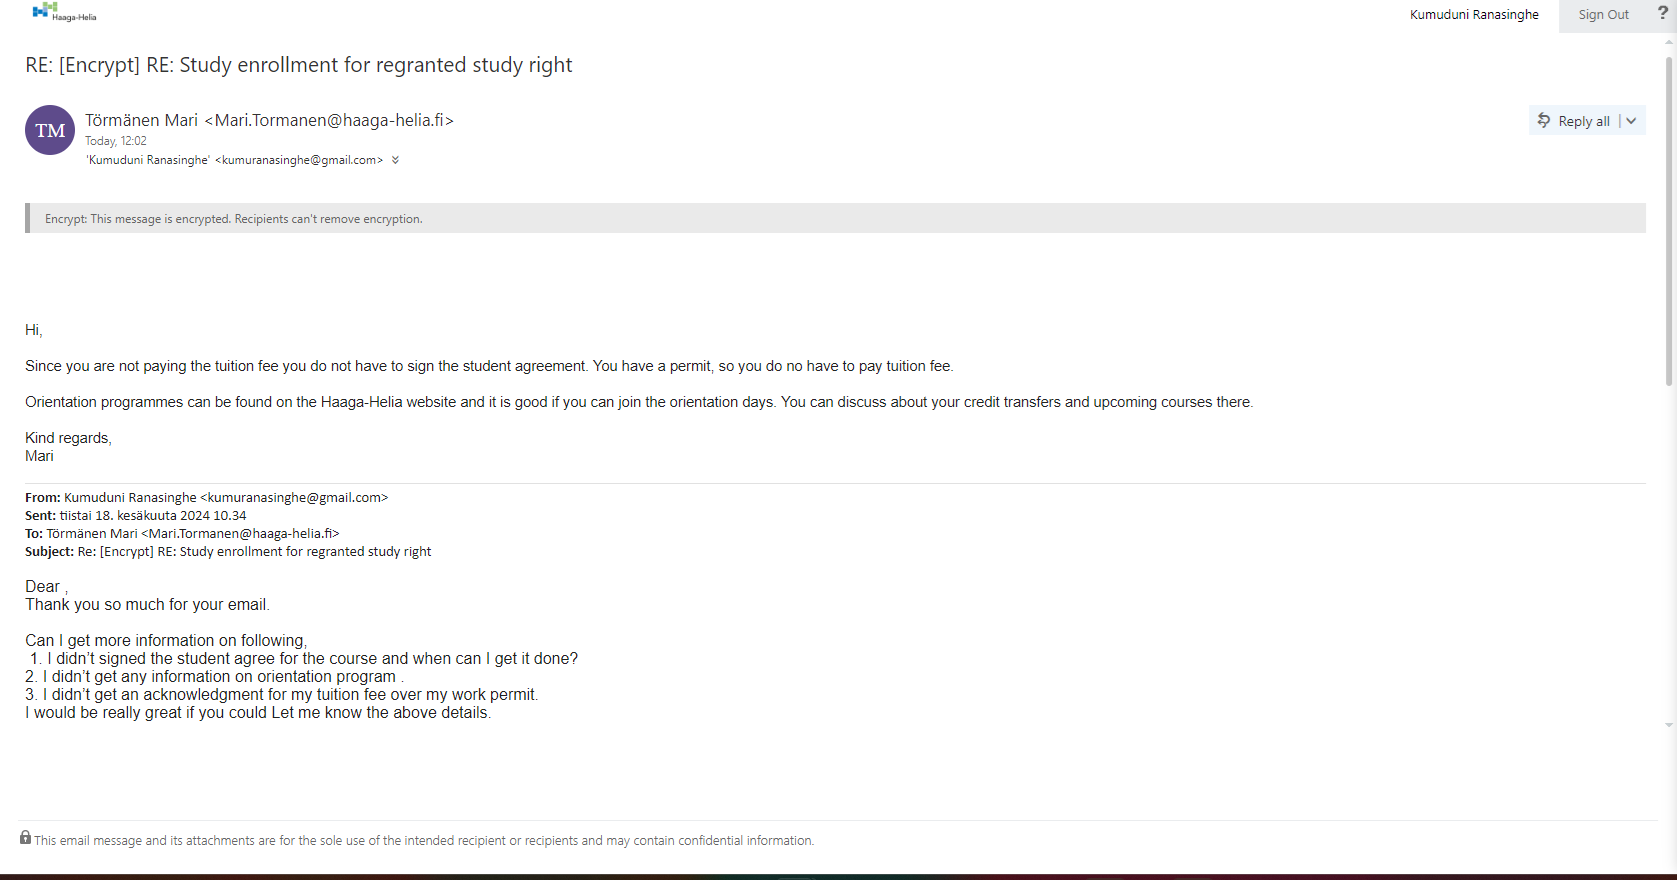 Haaga-Helia
Kumuduni Ranasinghe
Sign Out
?
RE: [Encrypt] RE: Study enrollment for regranted study right
TM
Törmänen Mari <Mari.Tormanen@haaga-helia.fi>
Today, 12:02
'Kumuduni Ranasinghe' <kumuranasinghe@gmail.com>
Reply all
Encrypt: This message is encrypted. Recipients can't remove encryption.
Hi,
Since you are not paying the tuition fee you do not have to sign the student agreement. You have a permit, so you do no have to pay tuition fee.
Orientation programmes can be found on the Haaga-Helia website and it is good if you can join the orientation days. You can discuss about your credit transfers and upcoming courses there.
Kind regards,
Mari
From: Kumuduni Ranasinghe <kumuranasinghe@gmail.com>
Sent: tiistai 18. kesäkuuta 2024 10.34
To: Törmänen Mari <Mari.Tormanen@haaga-helia.fi>
Subject: Re: [Encrypt] RE: Study enrollment for regranted study right
Dear ,
Thank you so much for your email.
Can I get more information on following,
1. I didn't signed the student agree for the course and when can I get it done?
2. I didn't get any information on orientation program .
3. I didn't get an acknowledgment for my tuition fee over my work permit.
I would be really great if you could Let me know the above details.
This email message and its attachments are for the sole use of the intended recipient or recipients and may contain confidential information.